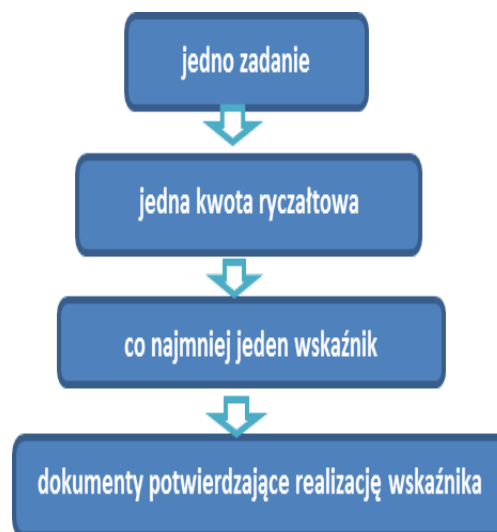 jedno zadanie
jedna kwota ryczałtowa
co najmniej jeden wskaźnik
dokumenty potwierdzające realizację wskaźnika